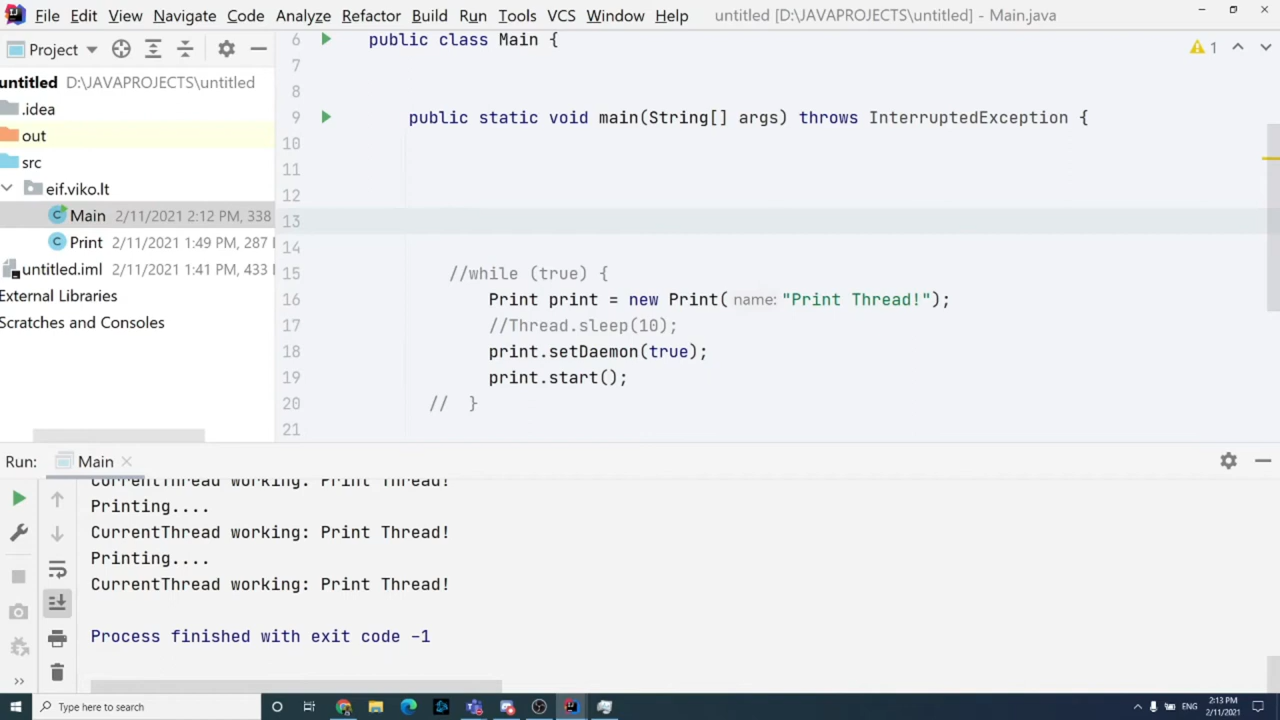 File Edit View Navigate Code Analyze Refactor Build Run Tools VCS Window Help untitled [D:\JAVAPROJECTS\untitled] - Main.java
Project
untitled D:\JAVAPROJECTS\untitled
.idea
out
src
eif.viko.lt
Main 2/11/2021 2:12 PM, 338
Print 2/11/2021 1:49 PM, 287
untitled.iml 2/11/2021 1:41 PM, 433
External Libraries
Scratches and Consoles
1
6 public class Main {
7
8
9 public static void main(String[] args) throws InterruptedException {
10
11
12
13
14
15 //while (true) {
16 Print print = new Print( name: "Print Thread!");
17 //Thread.sleep(10);
18 print.setDaemon(true);
19 print.start();
20 // }
21
Run: Main
CurrentThread working: Print Thread!
Printing....
CurrentThread working: Print Thread!
Printing....
CurrentThread working: Print Thread!
Process finished with exit code -1
Type here to search
ENG
2:13 PM
2/11/2021